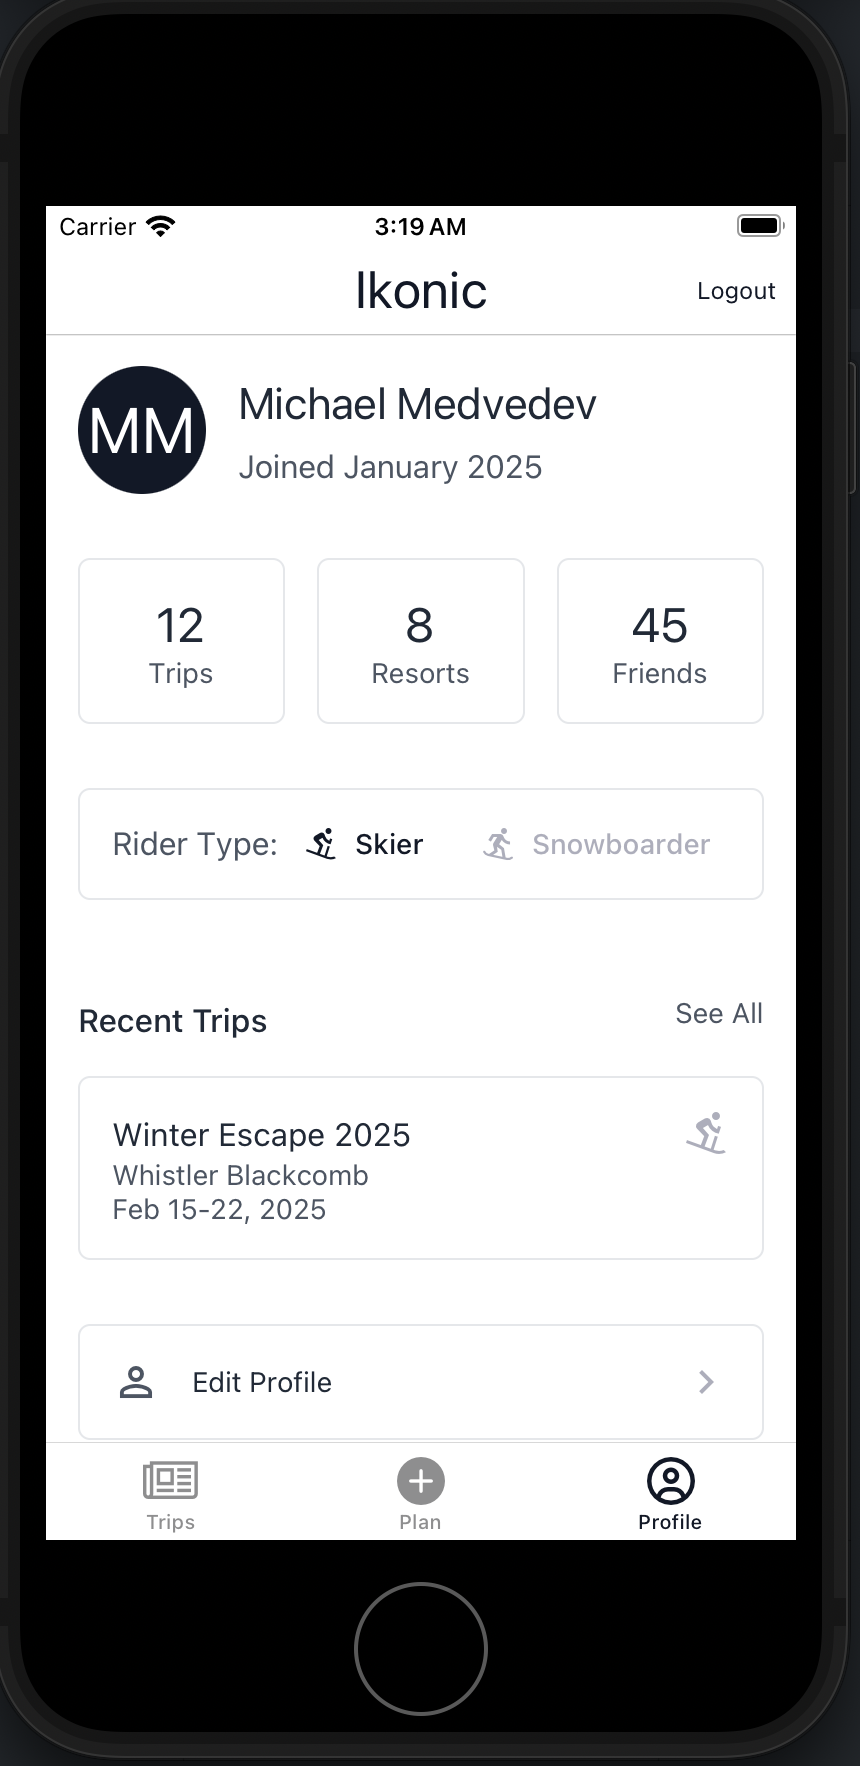 Carrier 3:19 AM
Ikonic Logout
MM
Michael Medvedev
Joined January 2025
12
Trips
8
Resorts
45
Friends
Rider Type: Skier Snowboarder
Recent Trips See All
Winter Escape 2025
Whistler Blackcomb
Feb 15-22, 2025
Edit Profile
Trips Plan Profile